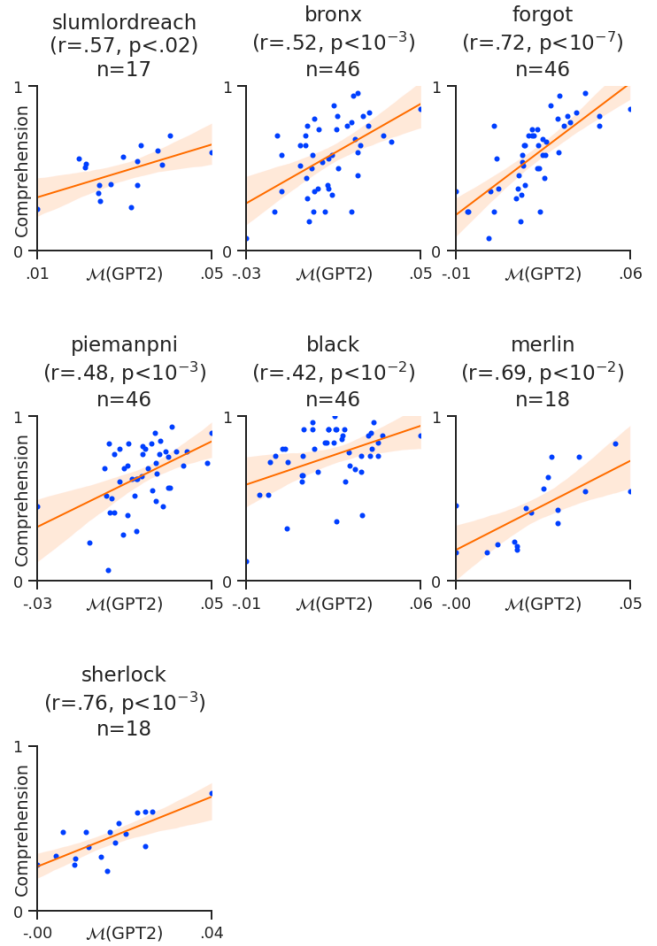 slumlordreach
(r=.57, p<.02)
n=17
1
Comprehension
0
.01
ℳ(GPT2)
.05
bronx
(r=.52, p<10⁻³)
n=46
1
0
-.03
ℳ(GPT2)
.05
forgot
(r=.72, p<10⁻⁷)
n=46
1
0
-.01
ℳ(GPT2)
.06
piemanpni
(r=.48, p<10⁻³)
n=46
1
Comprehension
0
-.03
ℳ(GPT2)
.05
black
(r=.42, p<10⁻²)
n=46
1
0
-.01
ℳ(GPT2)
.06
merlin
(r=.69, p<10⁻²)
n=18
1
0
-.00
ℳ(GPT2)
.05
sherlock
(r=.76, p<10⁻³)
n=18
1
Comprehension
0
-.00
ℳ(GPT2)
.04